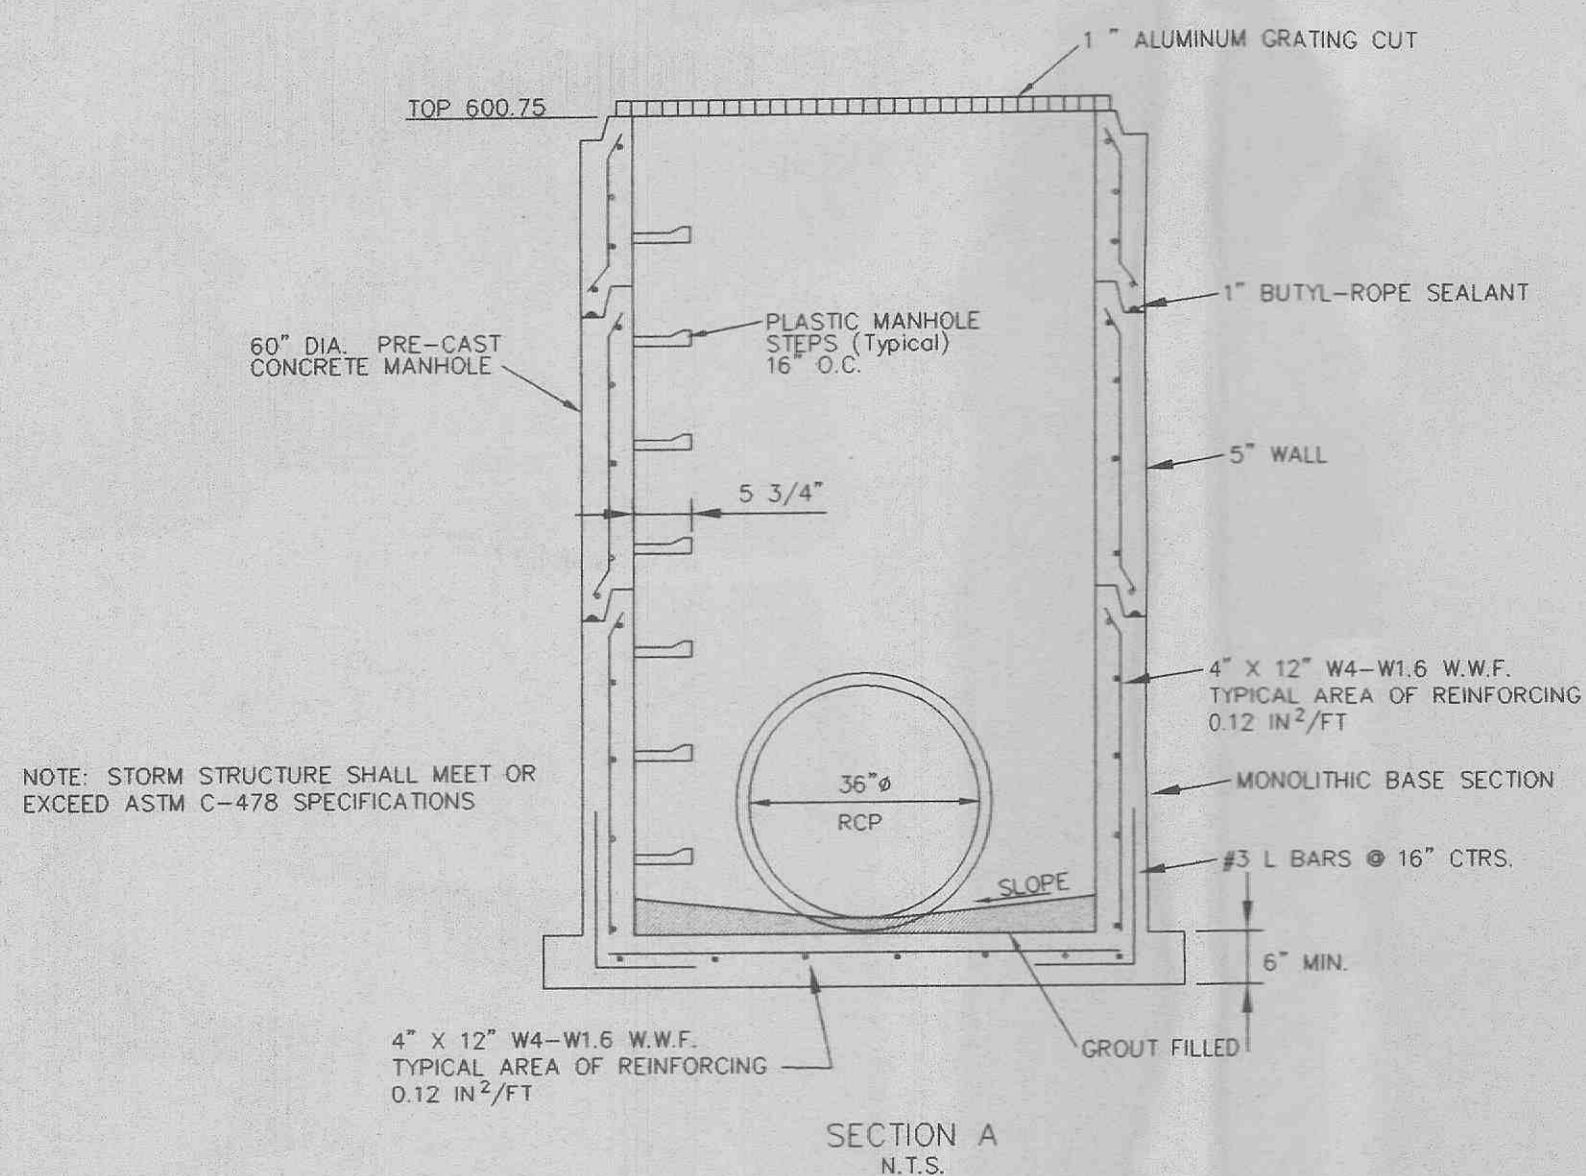 1 " ALUMINUM GRATING CUT
TOP 600.75
1" BUTYL-ROPE SEALANT
PLASTIC MANHOLE
STEPS (Typical)
16" O.C.
60" DIA. PRE-CAST
CONCRETE MANHOLE
5" WALL
5 3/4"
4" X 12" W4-W1.6 W.W.F.
TYPICAL AREA OF REINFORCING
0.12 IN²/FT
NOTE: STORM STRUCTURE SHALL MEET OR
EXCEED ASTM C-478 SPECIFICATIONS
36"ø
RCP
MONOLITHIC BASE SECTION
#3 L BARS @ 16" CTRS.
SLOPE
6" MIN.
4" X 12" W4-W1.6 W.W.F.
TYPICAL AREA OF REINFORCING
0.12 IN²/FT
GROUT FILLED
SECTION A
N.T.S.